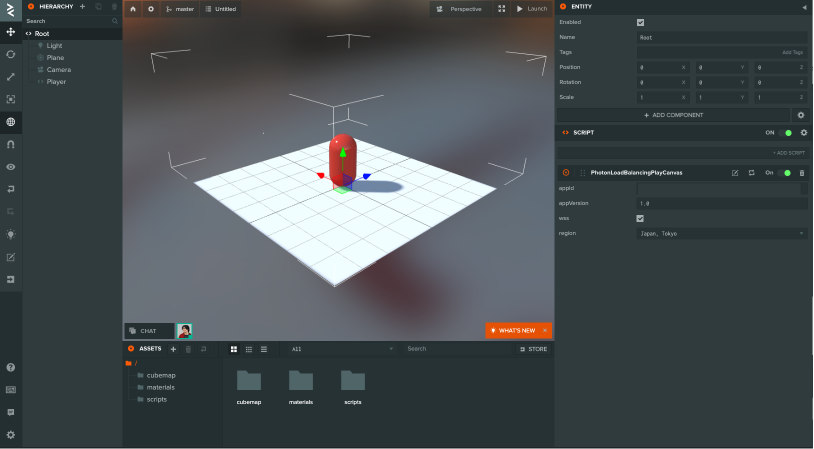 HIERARCHY
Search
Root
Light
Plane
Camera
Player
master
Untitled
Perspective
Launch
CHAT
WHAT'S NEW
ASSETS
All
Search
STORE
/
cubemap
materials
scripts
cubemap
materials
scripts
ENTITY
Enabled
Name Root
Tags Add Tags
Position 0 X 0 Y 0 Z
Rotation 0 X 0 Y 0 Z
Scale 1 X 1 Y 1 Z
+ ADD COMPONENT
SCRIPT ON
+ ADD SCRIPT
PhotonLoadBalancingPlayCanvas On
appId
appVersion 1.0
wss
region Japan, Tokyo